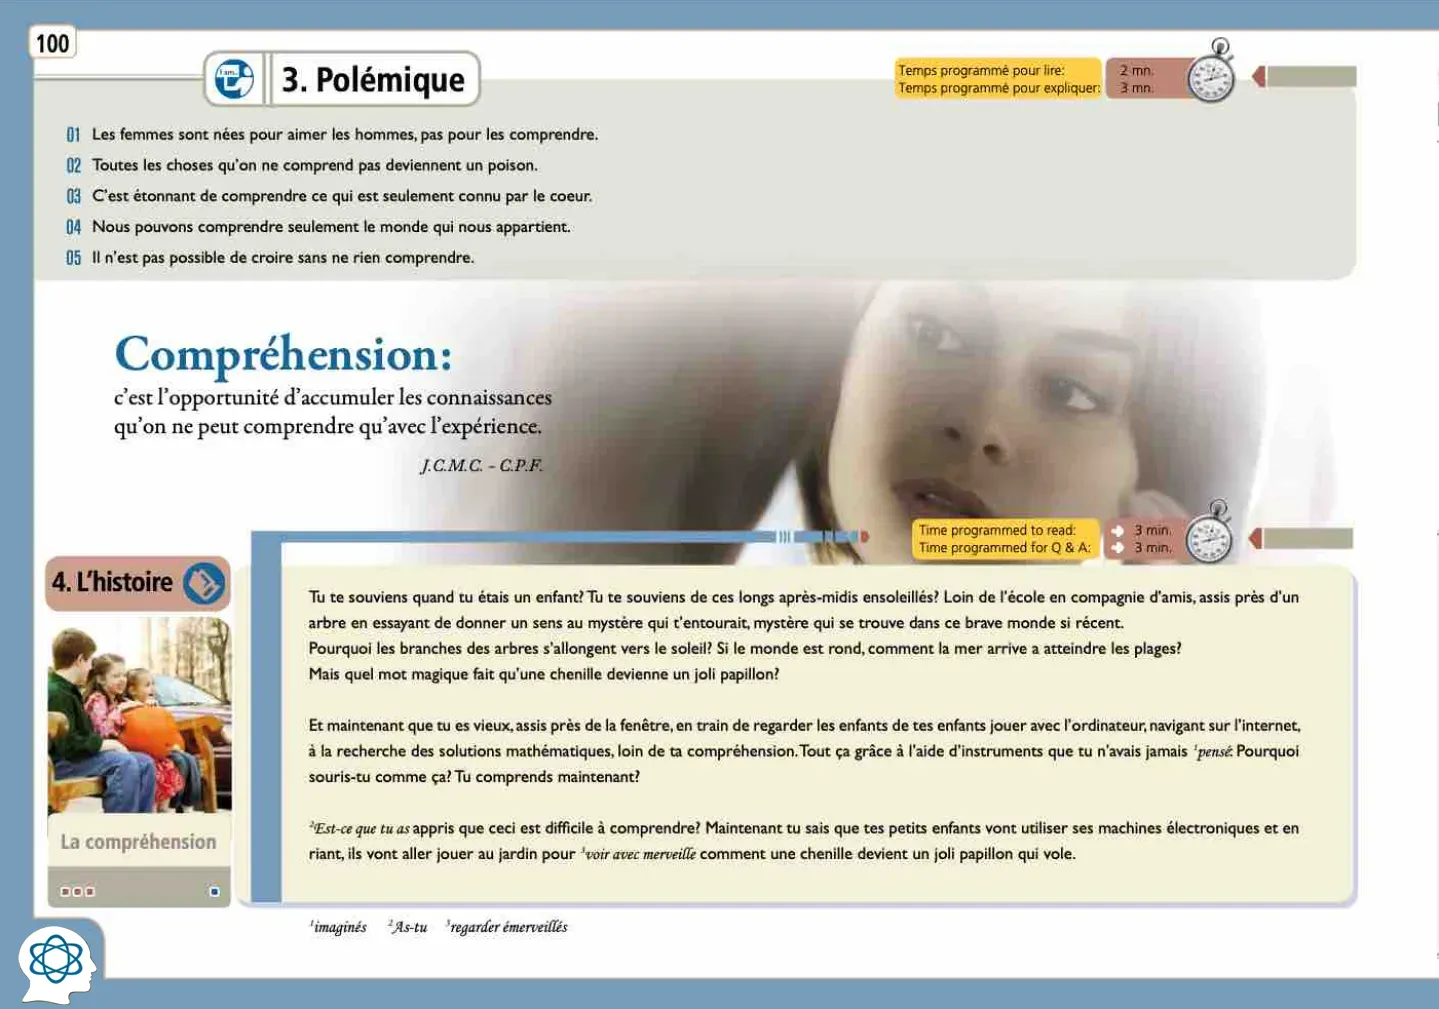 100
I am...
3. Polémique
Temps programmé pour lire: 2 mn.
Temps programmé pour expliquer: 3 mn.
01 Les femmes sont nées pour aimer les hommes, pas pour les comprendre.
02 Toutes les choses qu'on ne comprend pas deviennent un poison.
03 C'est étonnant de comprendre ce qui est seulement connu par le coeur.
04 Nous pouvons comprendre seulement le monde qui nous appartient.
05 Il n'est pas possible de croire sans ne rien comprendre.
Compréhension:
c'est l'opportunité d'accumuler les connaissances
qu'on ne peut comprendre qu'avec l'expérience.
J.C.M.C. - C.P.F.
Time programmed to read: 3 min.
Time programmed for Q & A: 3 min.
4. L'histoire
Tu te souviens quand tu étais un enfant? Tu te souviens de ces longs après-midis ensoleillés? Loin de l'école en compagnie d'amis, assis près d'un
arbre en essayant de donner un sens au mystère qui t'entourait, mystère qui se trouve dans ce brave monde si récent.
Pourquoi les branches des arbres s'allongent vers le soleil? Si le monde est rond, comment la mer arrive a atteindre les plages?
Mais quel mot magique fait qu'une chenille devienne un joli papillon?
Et maintenant que tu es vieux, assis près de la fenêtre, en train de regarder les enfants de tes enfants jouer avec l'ordinateur, navigant sur l'internet,
à la recherche des solutions mathématiques, loin de ta compréhension. Tout ça grâce à l'aide d'instruments que tu n'avais jamais ¹pensé. Pourquoi
souris-tu comme ça? Tu comprends maintenant?
²Est-ce que tu as appris que ceci est difficile à comprendre? Maintenant tu sais que tes petits enfants vont utiliser ses machines électroniques et en
riant, ils vont aller jouer au jardin pour ³voir avec merveille comment une chenille devient un joli papillon qui vole.
La compréhension
¹imaginés ²As-tu ³regarder émerveillés